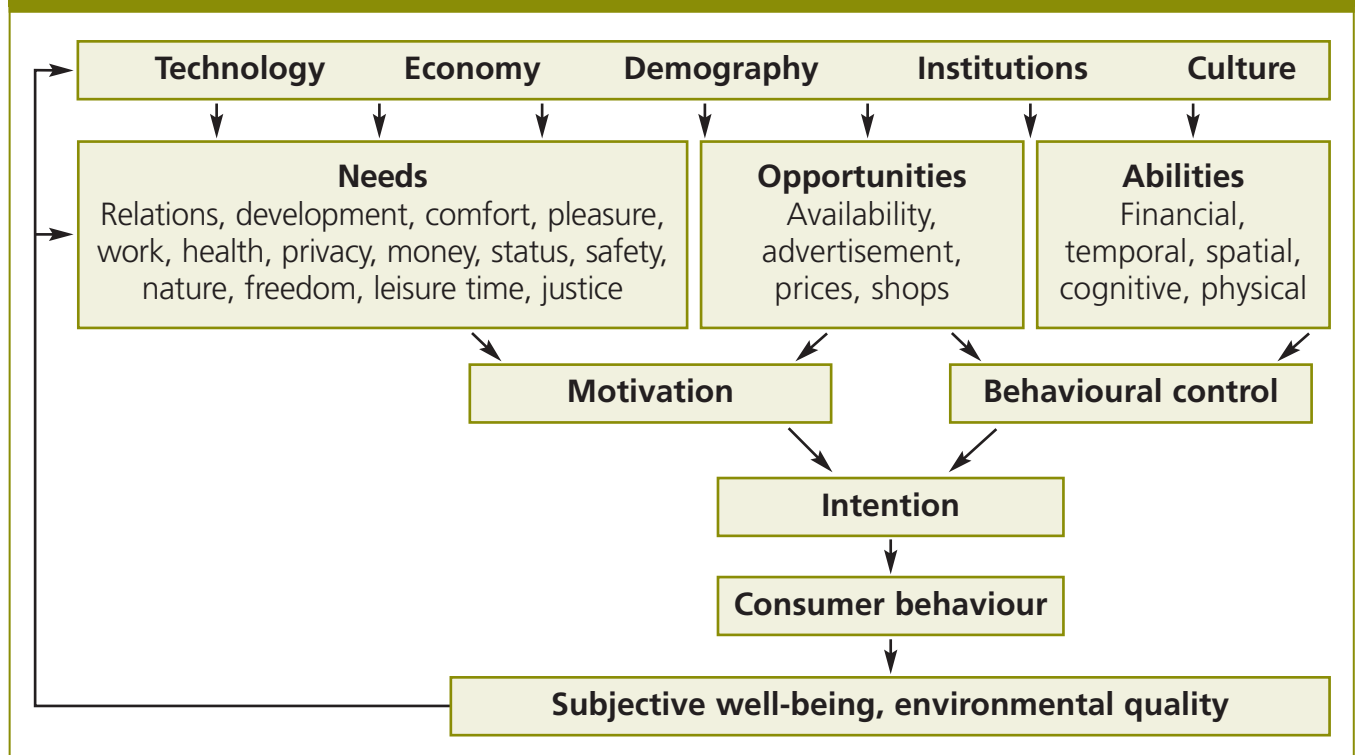 Technology Economy Demography Institutions Culture
Needs
Relations, development, comfort, pleasure,
work, health, privacy, money, status, safety,
nature, freedom, leisure time, justice
Opportunities
Availability,
advertisement,
prices, shops
Abilities
Financial,
temporal, spatial,
cognitive, physical
Motivation
Behavioural control
Intention
Consumer behaviour
Subjective well-being, environmental quality